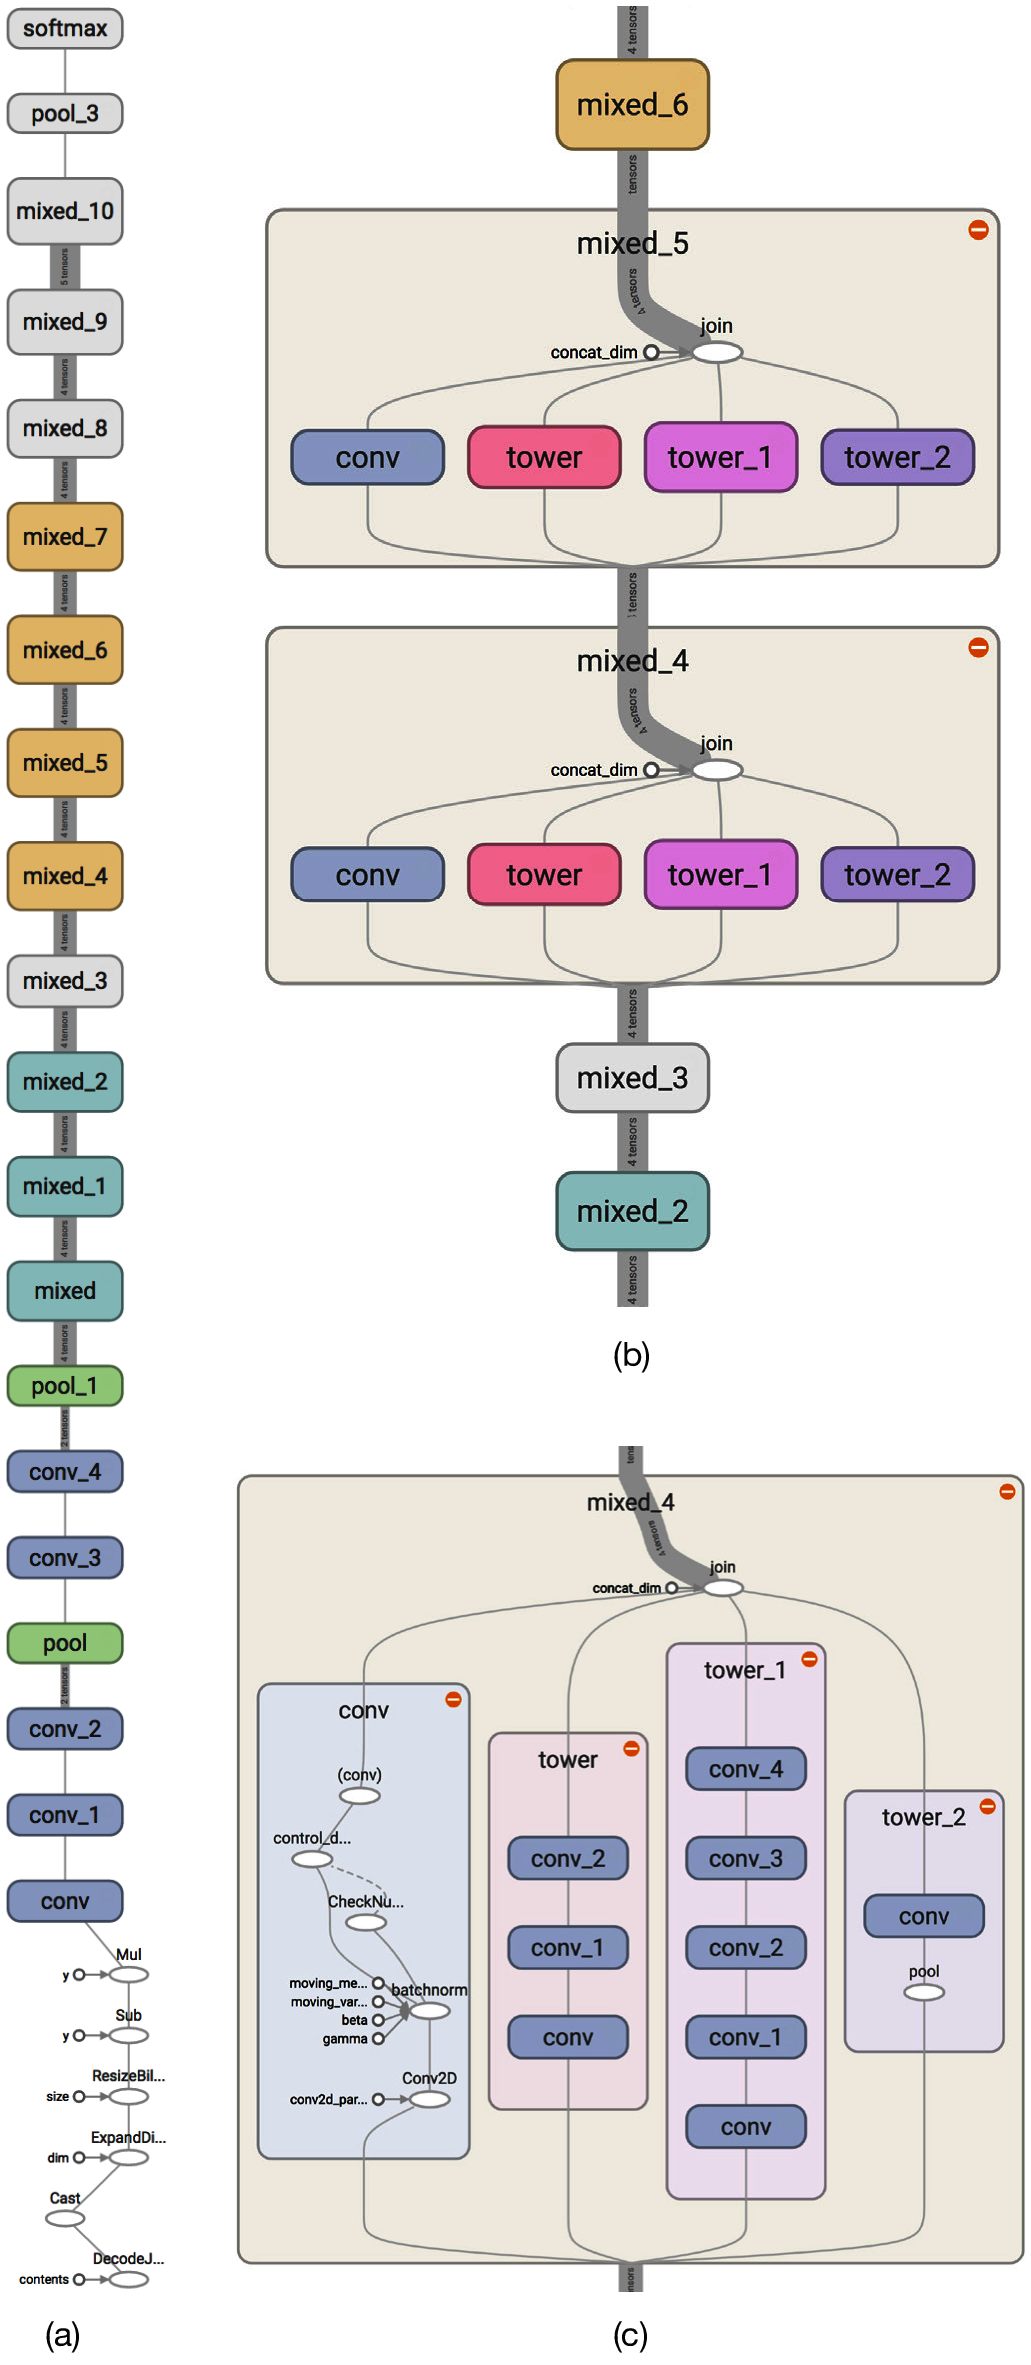 softmax
pool_3
mixed_10
5 tensors
mixed_9
4 tensors
mixed_8
4 tensors
mixed_7
4 tensors
mixed_6
4 tensors
mixed_5
4 tensors
mixed_4
4 tensors
mixed_3
4 tensors
mixed_2
4 tensors
mixed_1
4 tensors
mixed
4 tensors
pool_1
2 tensors
conv_4
conv_3
pool
2 tensors
conv_2
conv_1
conv
Mul
y
Sub
y
ResizeBil...
size
ExpandDi...
dim
Cast
DecodeJ...
contents
(a)
4 tensors
mixed_6
tensors
mixed_5
4 tensors
join
concat_dim
conv tower tower_1 tower_2
tensors
mixed_4
4 tensors
join
concat_dim
conv tower tower_1 tower_2
4 tensors
mixed_3
4 tensors
mixed_2
4 tensors
(b)
mixed_4
4 tensors
join
concat_dim
conv
(conv)
control_d...
CheckNu...
moving_me...
batchnorm
moving_var...
beta
gamma
Conv2D
conv2d_par...
tower
conv_2
conv_1
conv
tower_1
conv_4
conv_3
conv_2
conv_1
conv
tower_2
conv
pool
(c)